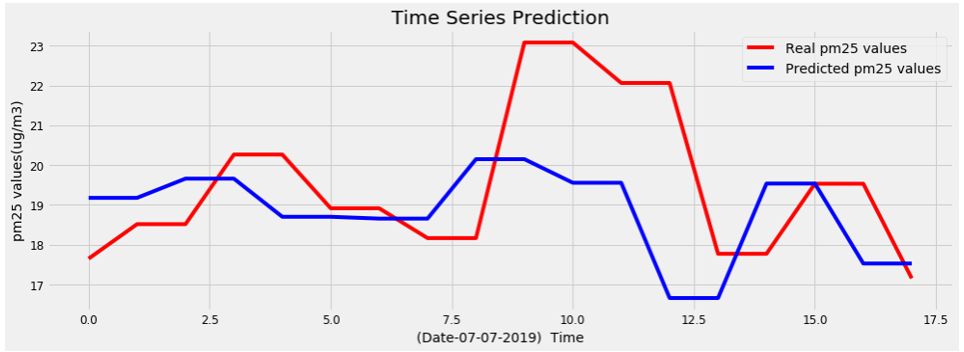 Time Series Prediction
Real pm25 values
Predicted pm25 values
pm25 values(ug/m3)
23
22
21
20
19
18
17
0.0 2.5 5.0 7.5 10.0 12.5 15.0 17.5
(Date-07-07-2019)  Time